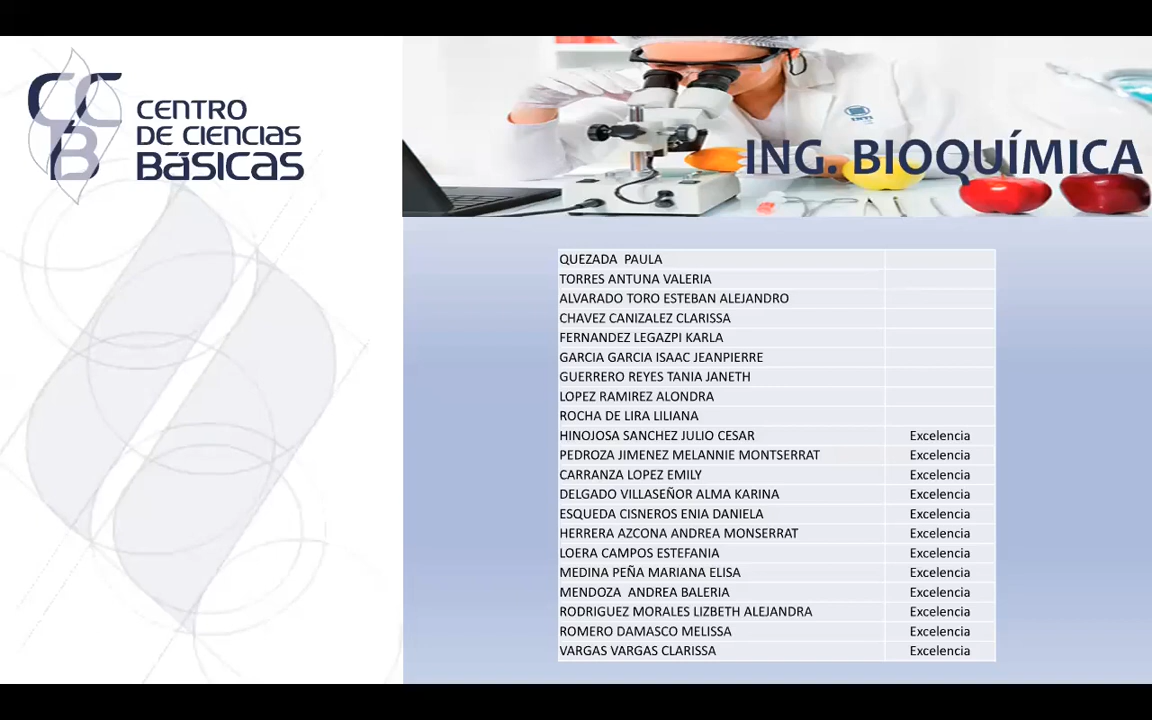 CCB
CENTRO
DE CIENCIAS
BÁSICAS
ING. BIOQUÍMICA
QUEZADA  PAULA
TORRES ANTUNA VALERIA
ALVARADO TORO ESTEBAN ALEJANDRO
CHAVEZ CANIZALEZ CLARISSA
FERNANDEZ LEGAZPI KARLA
GARCIA GARCIA ISAAC JEANPIERRE
GUERRERO REYES TANIA JANETH
LOPEZ RAMIREZ ALONDRA
ROCHA DE LIRA LILIANA
HINOJOSA SANCHEZ JULIO CESAR Excelencia
PEDROZA JIMENEZ MELANNIE MONTSERRAT Excelencia
CARRANZA LOPEZ EMILY Excelencia
DELGADO VILLASEÑOR ALMA KARINA Excelencia
ESQUEDA CISNEROS ENIA DANIELA Excelencia
HERRERA AZCONA ANDREA MONSERRAT Excelencia
LOERA CAMPOS ESTEFANIA Excelencia
MEDINA PEÑA MARIANA ELISA Excelencia
MENDOZA  ANDREA BALERIA Excelencia
RODRIGUEZ MORALES LIZBETH ALEJANDRA Excelencia
ROMERO DAMASCO MELISSA Excelencia
VARGAS VARGAS CLARISSA Excelencia